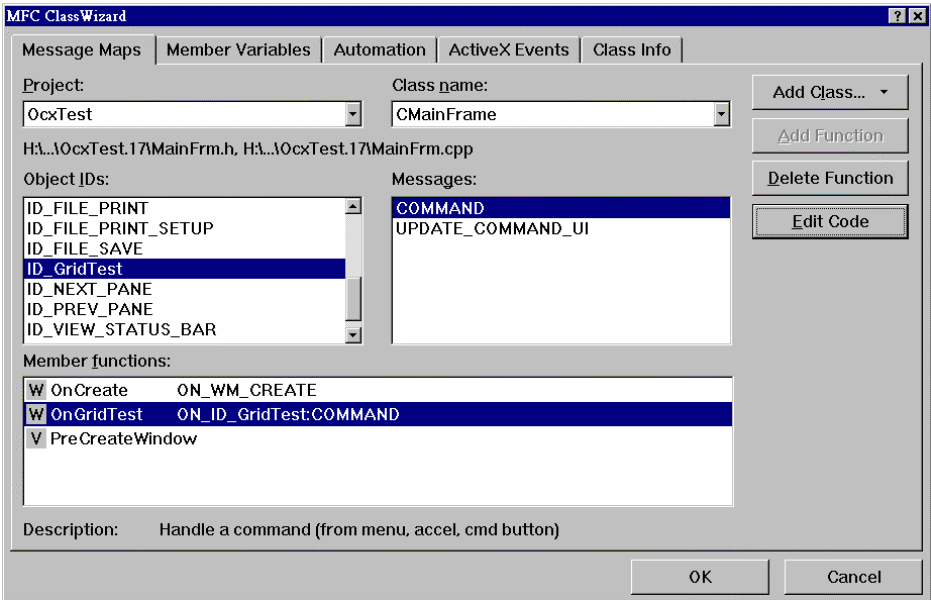 MFC ClassWizard
Message Maps Member Variables Automation ActiveX Events Class Info
Project:
Class name:
OcxTest
CMainFrame
Add Class...
Add Function
H:\...\OcxTest.17\MainFrm.h, H:\...\OcxTest.17\MainFrm.cpp
Object IDs:
Messages:
Delete Function
Edit Code
ID_FILE_PRINT
ID_FILE_PRINT_SETUP
ID_FILE_SAVE
ID_GridTest
ID_NEXT_PANE
ID_PREV_PANE
ID_VIEW_STATUS_BAR
COMMAND
UPDATE_COMMAND_UI
Member functions:
W OnCreate ON_WM_CREATE
W OnGridTest ON_ID_GridTest:COMMAND
V PreCreateWindow
Description: Handle a command (from menu, accel, cmd button)
OK
Cancel